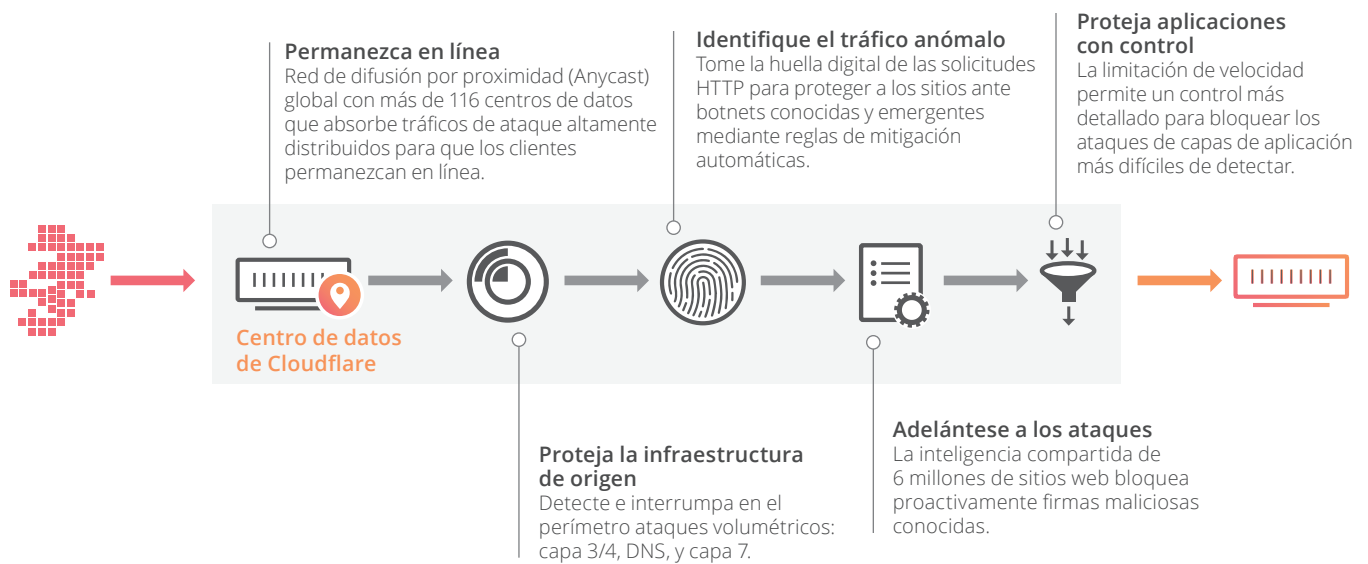 Permanezca en línea
Red de difusión por proximidad (Anycast)
global con más de 116 centros de datos
que absorbe tráficos de ataque altamente
distribuidos para que los clientes
permanezcan en línea.
Identifique el tráfico anómalo
Tome la huella digital de las solicitudes
HTTP para proteger a los sitios ante
botnets conocidas y emergentes
mediante reglas de mitigación
automáticas.
Proteja aplicaciones
con control
La limitación de velocidad
permite un control más
detallado para bloquear los
ataques de capas de aplicación
más difíciles de detectar.
Centro de datos
de Cloudflare
Proteja la infraestructura
de origen
Detecte e interrumpa en el
perímetro ataques volumétricos:
capa 3/4, DNS, y capa 7.
Adelántese a los ataques
La inteligencia compartida de
6 millones de sitios web bloquea
proactivamente firmas maliciosas
conocidas.